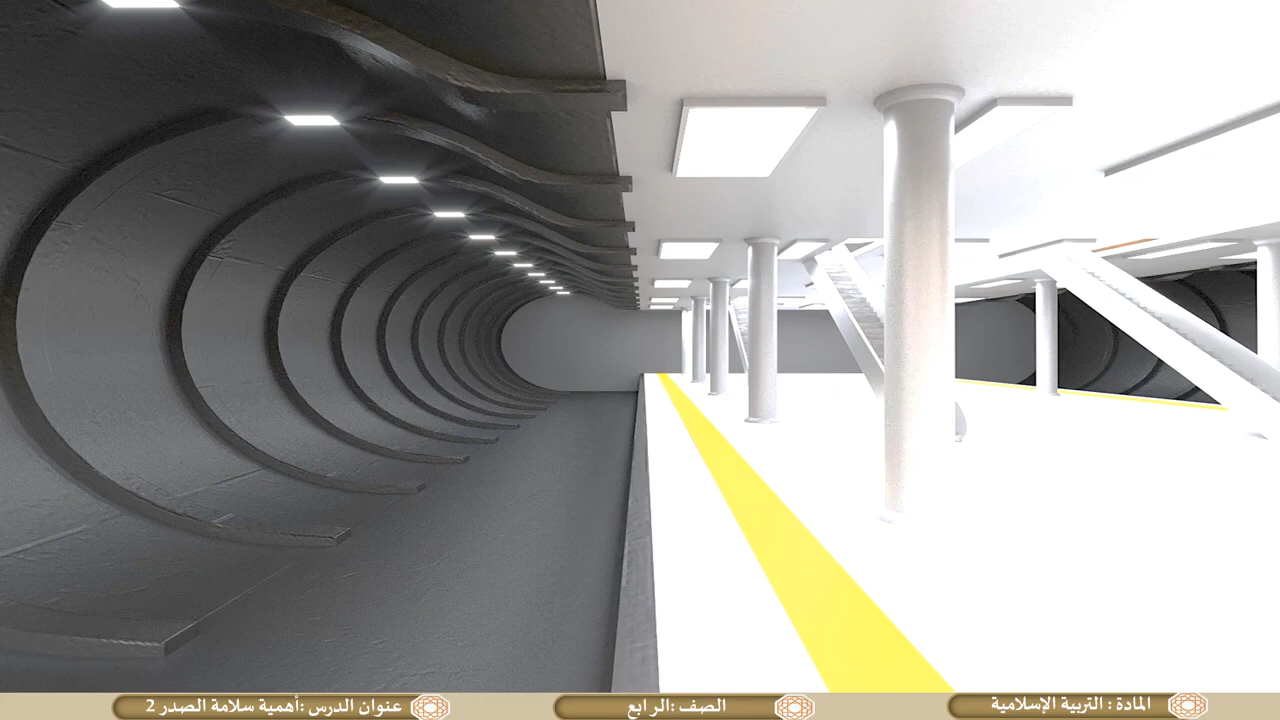 المادة : التربية الإسلامية
الصف :الرابع
عنوان الدرس :أهمية سلامة الصدر 2